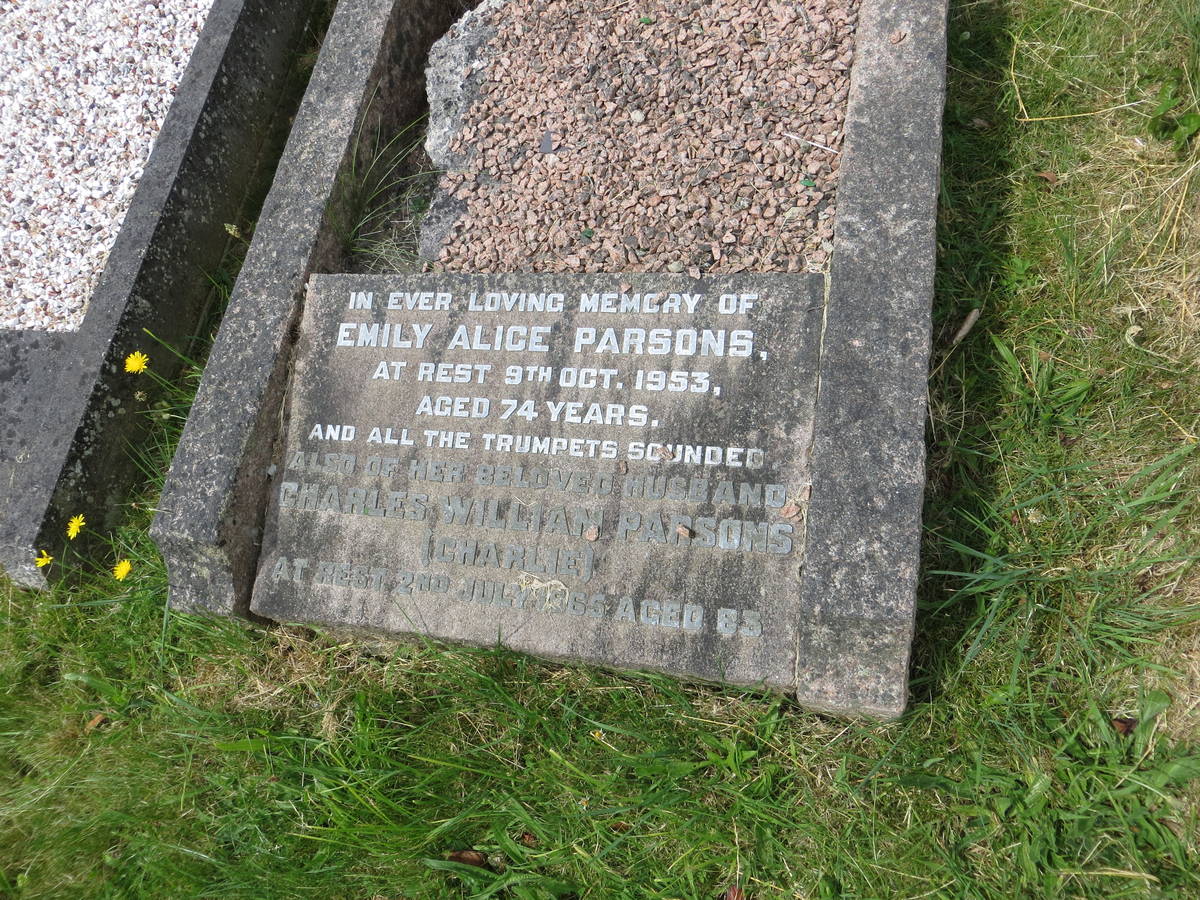 IN EVER LOVING MEMORY OF
EMILY ALICE PARSONS,
AT REST 9TH OCT. 1953,
AGED 74 YEARS.
AND ALL THE TRUMPETS SOUNDED
ALSO OF HER BELOVED HUSBAND
CHARLES WILLIAM PARSONS
(CHARLIE)
AT REST 2ND JULY AGED 83